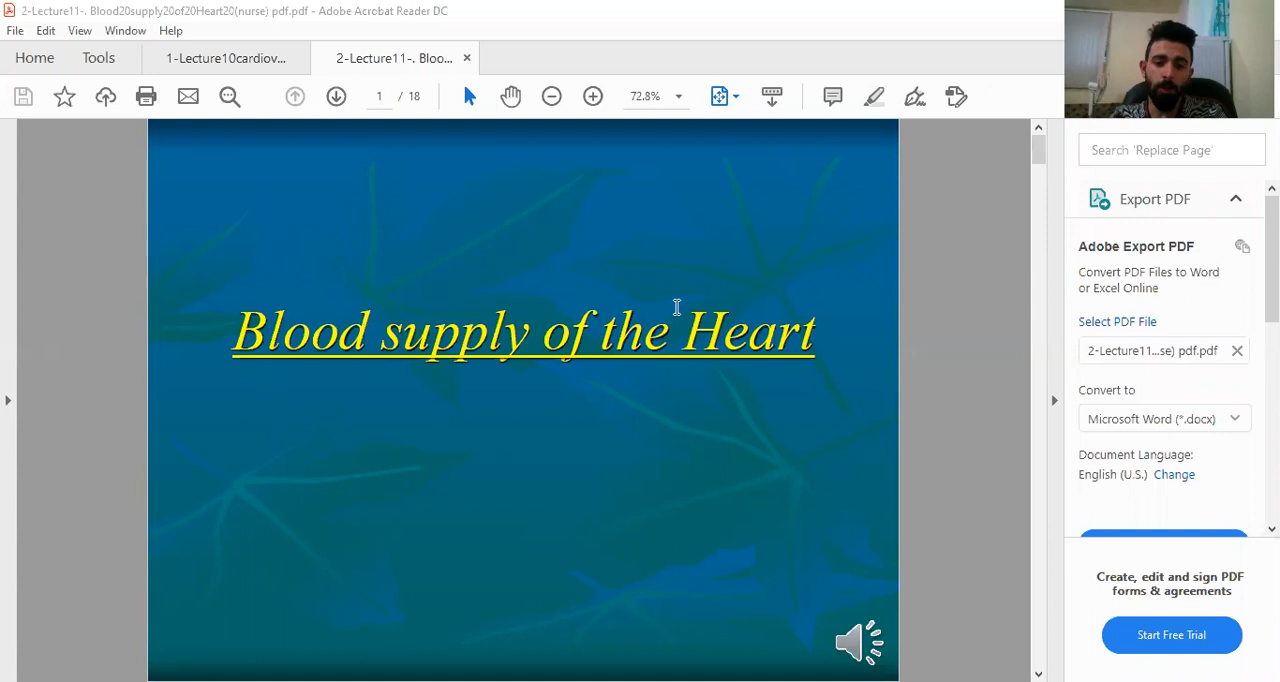 2-Lecture11-. Blood20supply20of20Heart20(nurse) pdf.pdf - Adobe Acrobat Reader DC
File Edit View Window Help
Home Tools 1-Lecture10cardiov... 2-Lecture11-. Bloo... ×
1 / 18 72.8%
Search 'Replace Page'
Export PDF
Adobe Export PDF
Convert PDF Files to Word
or Excel Online
Select PDF File
2-Lecture11...se) pdf.pdf
Convert to
Microsoft Word (*.docx)
Document Language:
English (U.S.) Change
Create, edit and sign PDF
forms & agreements
Start Free Trial
Blood supply of the Heart